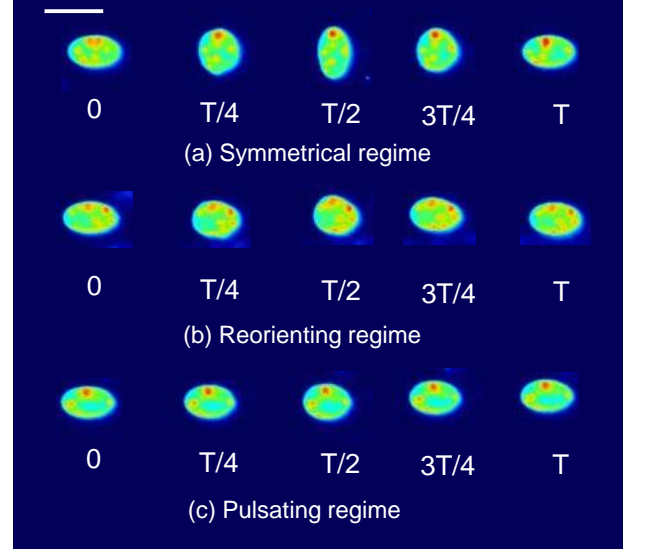 0 T/4 T/2 3T/4 T
(a) Symmetrical regime
0 T/4 T/2 3T/4 T
(b) Reorienting regime
0 T/4 T/2 3T/4 T
(c) Pulsating regime